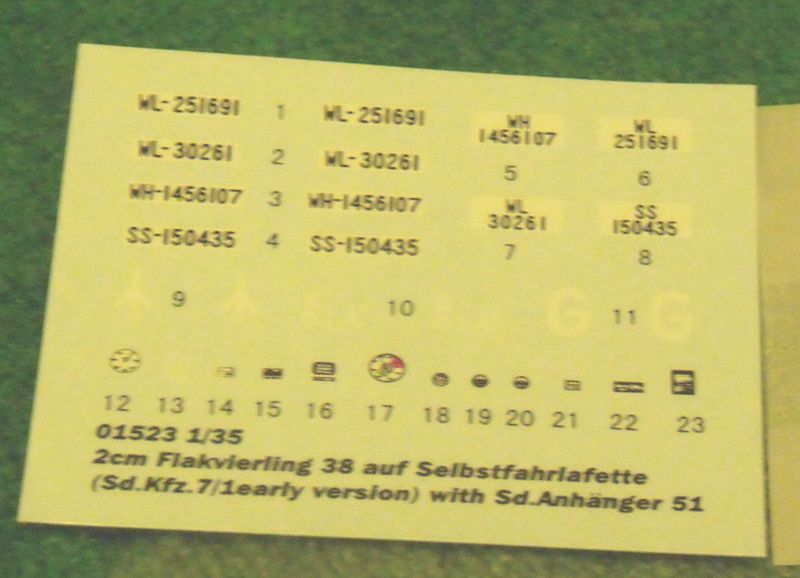 WL-251691 1 WL-251691 WH 1456107 WL 251691
WL-30261 2 WL-30261 5 6
WH-1456107 3 WH-1456107 WL 30261 SS 150435
SS-150435 4 SS-150435 7 8
9 10 G 11 G
12 13 14 15 16 17 18 19 20 21 22 23
01523 1/35
2cm Flakvierling 38 auf Selbstfahrlafette
(Sd.Kfz.7/1early version) with Sd.Anhänger 51